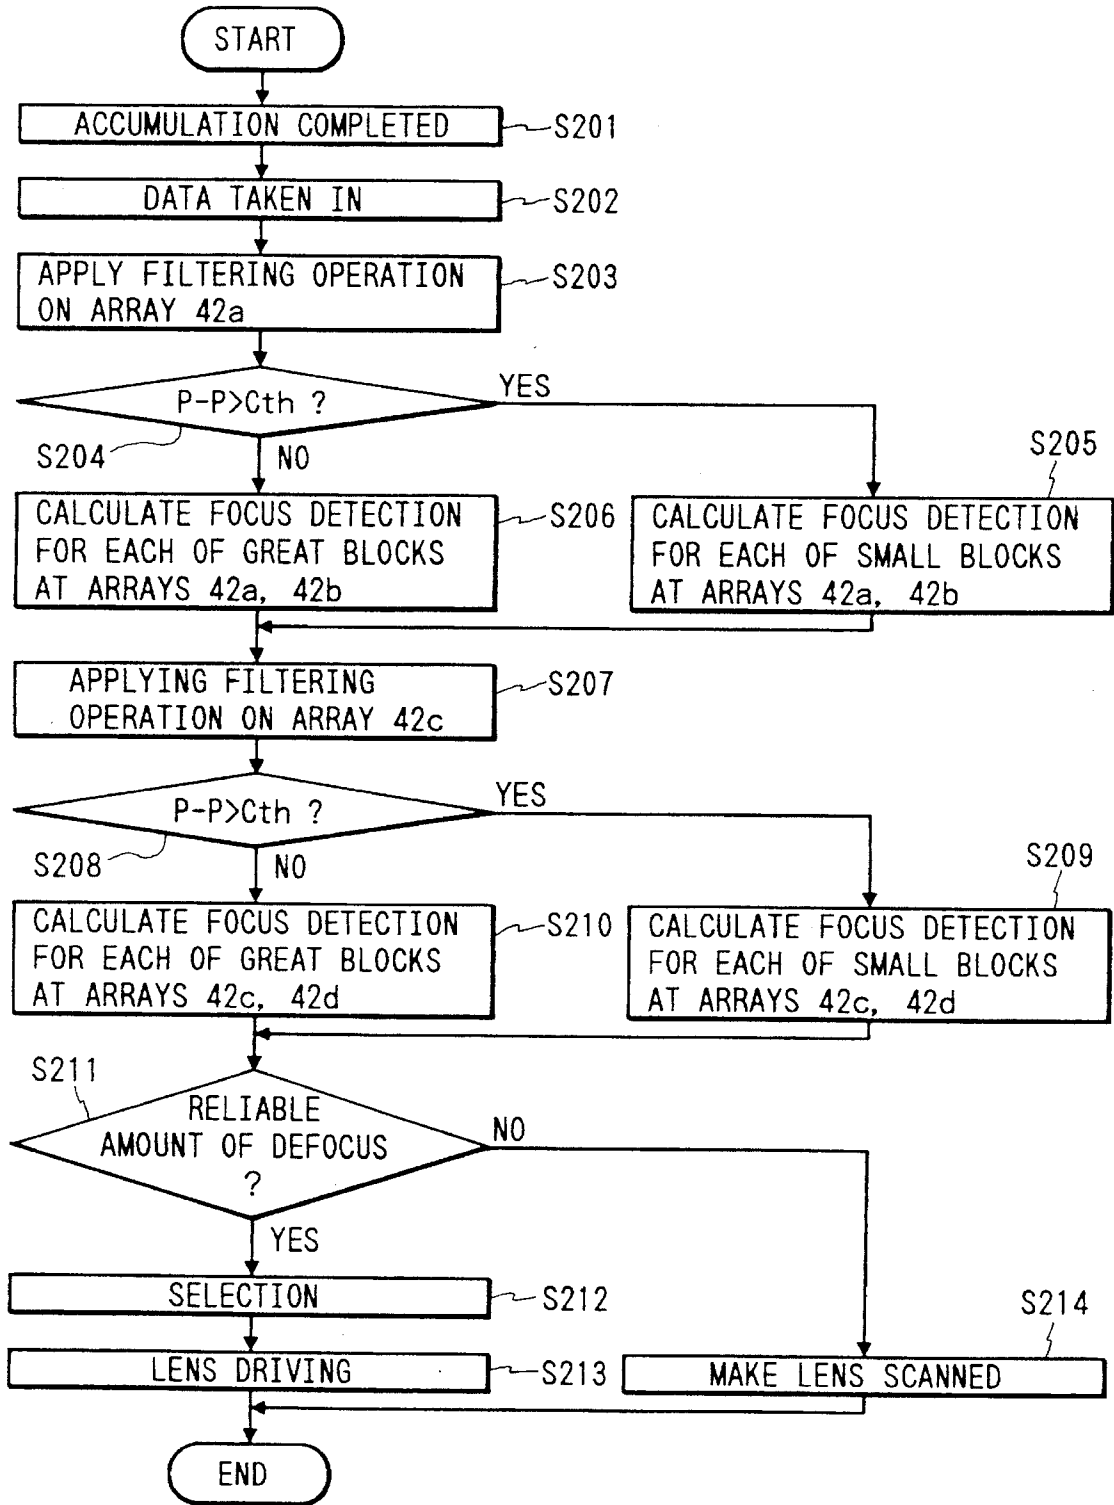 START
ACCUMULATION COMPLETED
S201
DATA TAKEN IN
S202
APPLY FILTERING OPERATION
ON ARRAY 42a
S203
P-P>Cth ?
YES
S204
NO
S205
CALCULATE FOCUS DETECTION
FOR EACH OF GREAT BLOCKS
AT ARRAYS 42a, 42b
S206
CALCULATE FOCUS DETECTION
FOR EACH OF SMALL BLOCKS
AT ARRAYS 42a, 42b
APPLYING FILTERING
OPERATION ON ARRAY 42c
S207
P-P>Cth ?
YES
S208
NO
S209
CALCULATE FOCUS DETECTION
FOR EACH OF GREAT BLOCKS
AT ARRAYS 42c, 42d
S210
CALCULATE FOCUS DETECTION
FOR EACH OF SMALL BLOCKS
AT ARRAYS 42c, 42d
S211
RELIABLE
AMOUNT OF DEFOCUS
?
NO
YES
SELECTION
S212
S214
LENS DRIVING
S213
MAKE LENS SCANNED
END